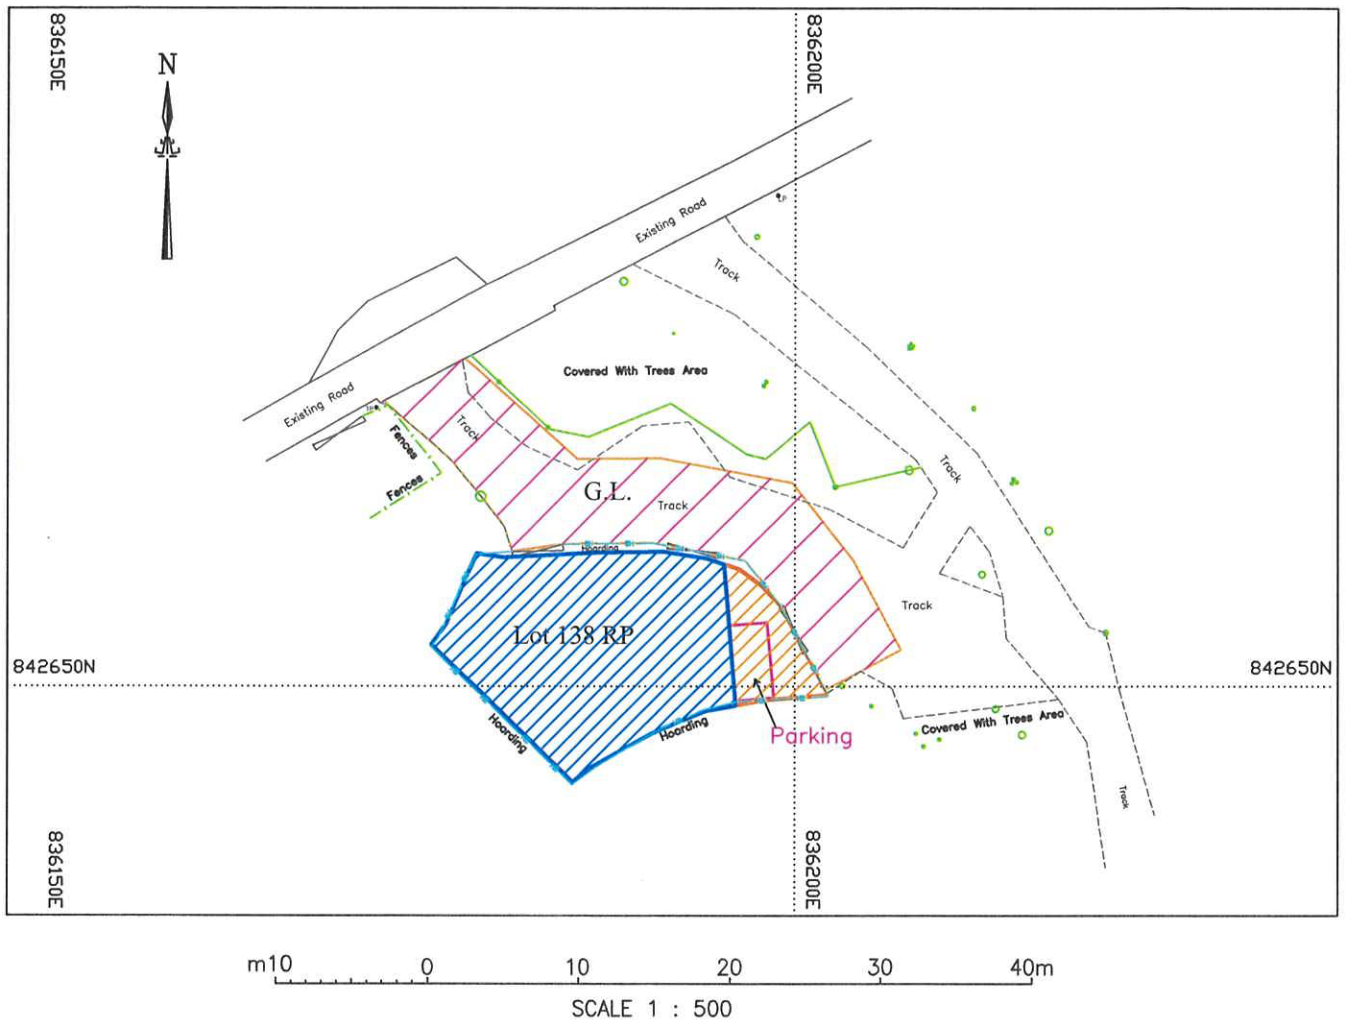 836150E
836200E
N
Existing Road
Track
Covered With Trees Area
Existing Road
Fences
Fences
Track
G.L.
Track
Track
Hoarding
Track
Lot 138 RP
842650N
842650N
Hoarding
Hoarding
Parking
Covered With Trees Area
Track
836150E
836200E
m10 0 10 20 30 40m
SCALE 1 : 500